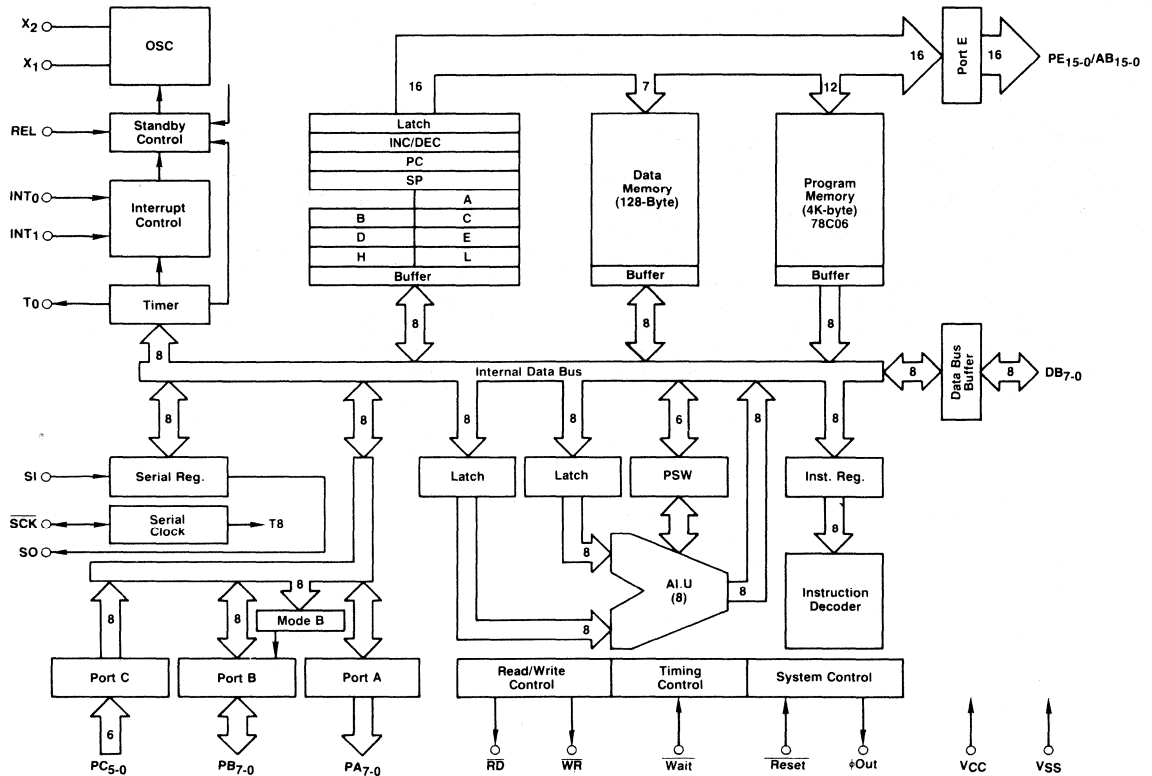 X2
OSC
X1
REL
Standby
Control
INT0
Interrupt
Control
INT1
T0
Timer
8
16
Latch
INC/DEC
PC
SP
A
B
C
D
E
H
L
Buffer
8
7
Data
Memory
(128-Byte)
Buffer
8
12
Program
Memory
(4K-byte)
78C06
Buffer
8
16
Port E
16
PE15-0/AB15-0
Internal Data Bus
8
Data Bus
Buffer
8
DB7-0
8
8
8
8
6
8
8
SI
Serial Reg.
Latch
Latch
PSW
Inst. Reg.
SCK
Serial
Clock
T8
SO
8
8
AI.U
(8)
8
8
Instruction
Decoder
8
8
8
Mode B
Port C
Port B
Port A
Read/Write
Control
Timing
Control
System Control
6
PC5-0
PB7-0
PA7-0
RD
WR
Wait
Reset
ϕOut
VCC
VSS